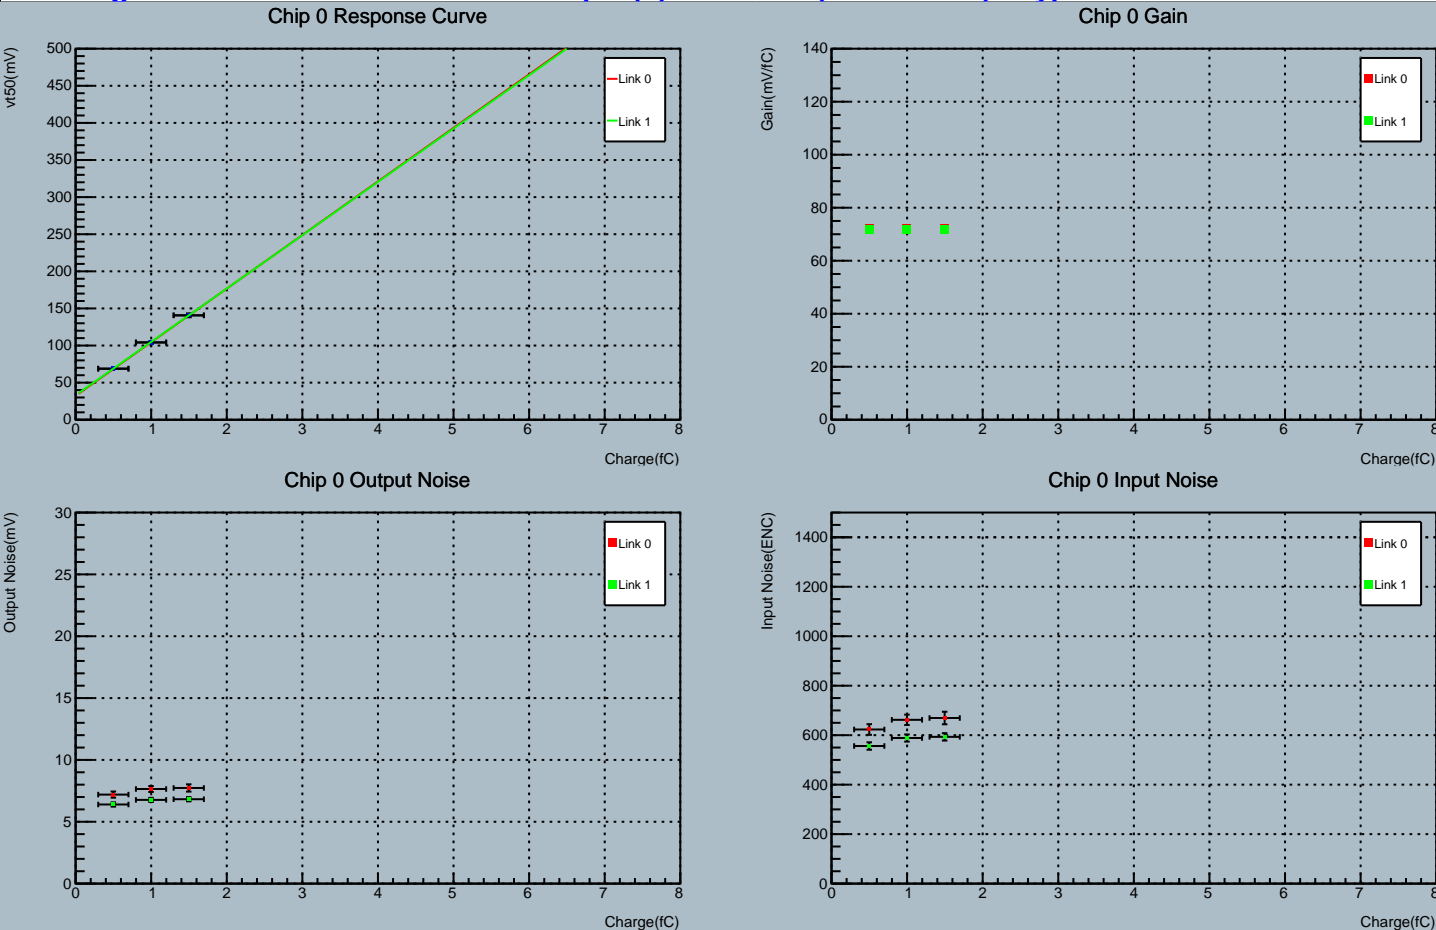 Chip 0 Response Curve
vt50(mV)
500
450
400
350
300
250
200
150
100
50
0
0 1 2 3 4 5 6 7 8
Charge(fC)
Link 0
Link 1
Chip 0 Gain
Gain(mV/fC)
140
120
100
80
60
40
20
0
0 1 2 3 4 5 6 7 8
Charge(fC)
Link 0
Link 1
Chip 0 Output Noise
Output Noise(mV)
30
25
20
15
10
5
0
0 1 2 3 4 5 6 7 8
Charge(fC)
Link 0
Link 1
Chip 0 Input Noise
Input Noise(ENC)
1400
1200
1000
800
600
400
200
0
0 1 2 3 4 5 6 7 8
Charge(fC)
Link 0
Link 1